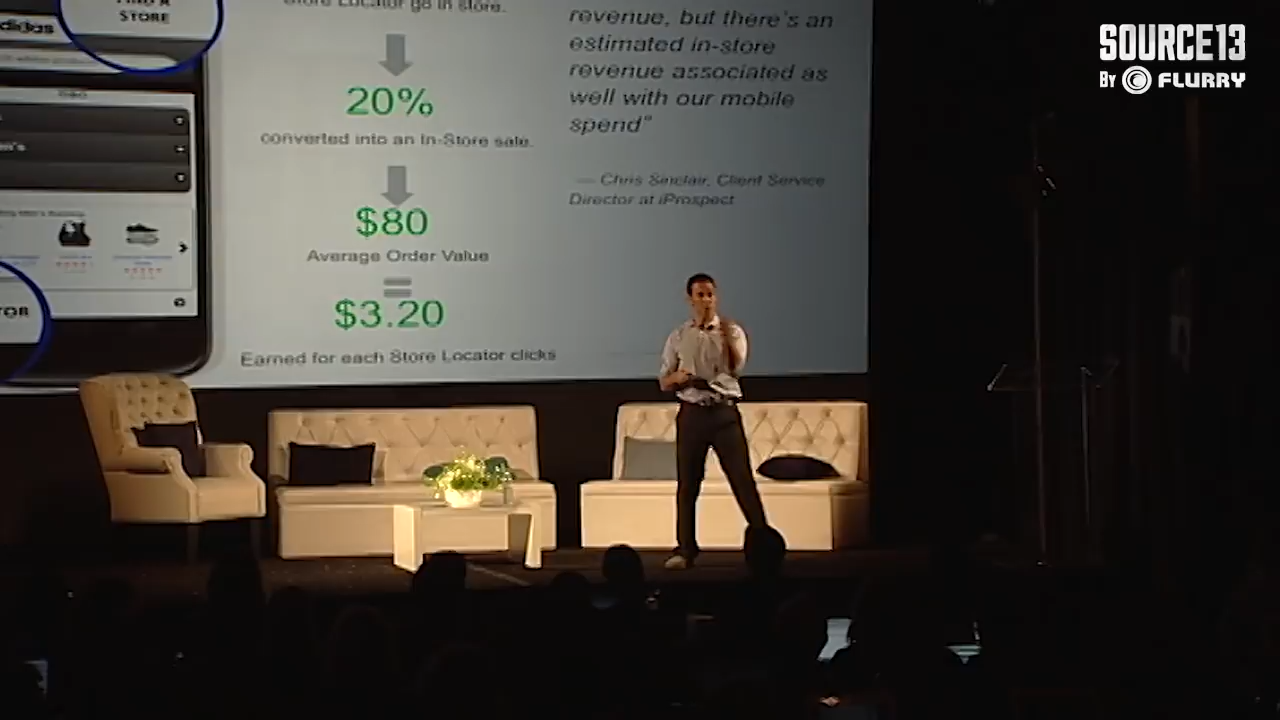 FIND A
STORE
adidas
Store Locator go in store.
20%
converted into an In-Store sale.
$80
Average Order Value
=
$3.20
Earned for each Store Locator clicks
revenue, but there's an
estimated in-store
revenue associated as
well with our mobile
spend"
— Chris Sinclair, Client Service
Director at iProspect
SOURCE13
By FLURRY